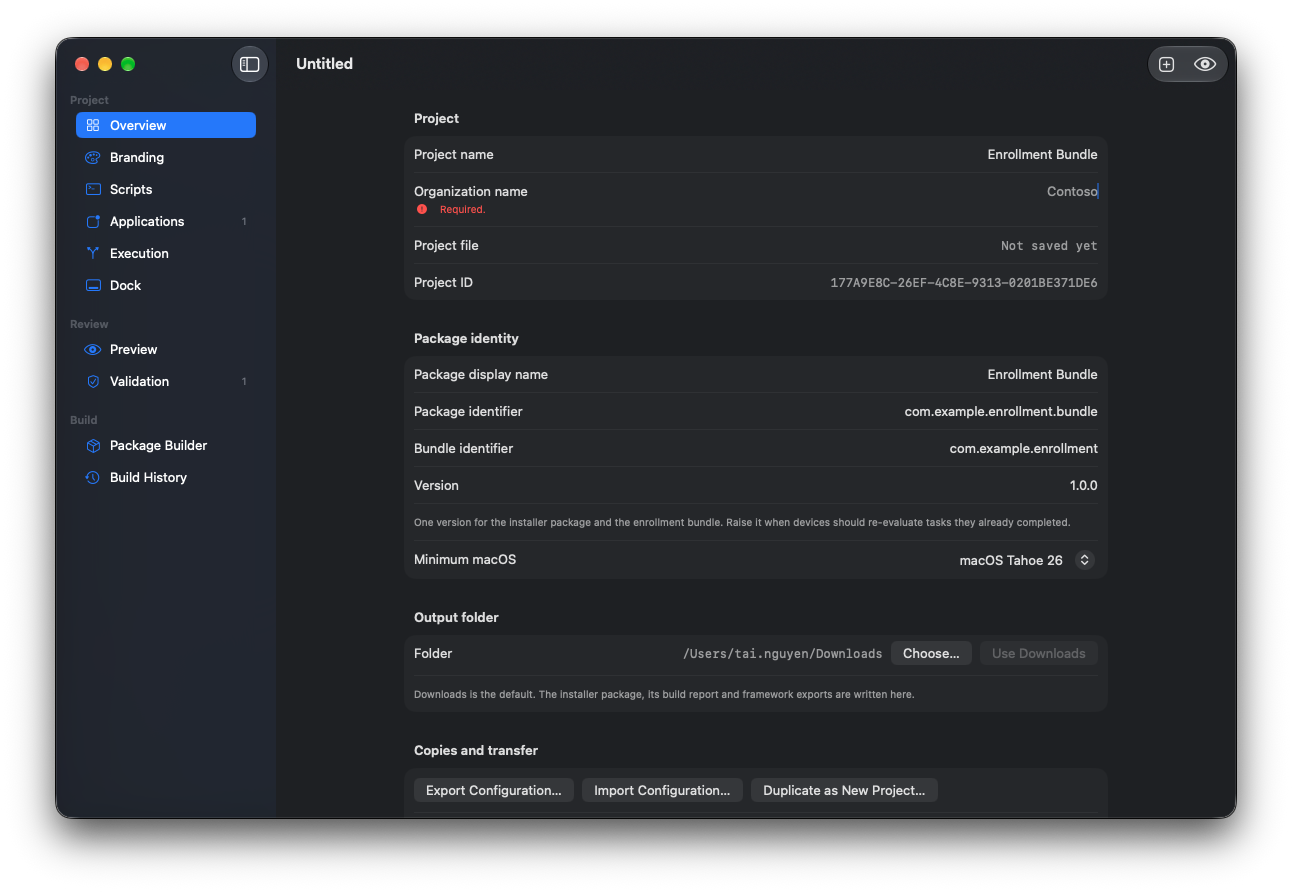 Untitled
Project
Overview
Branding
Scripts
Applications 1
Execution
Dock
Review
Preview
Validation 1
Build
Package Builder
Build History
Project
Project name Enrollment Bundle
Organization name Contoso
Required.
Project file Not saved yet
Project ID 177A9E8C-26EF-4C8E-9313-0201BE371DE6
Package identity
Package display name Enrollment Bundle
Package identifier com.example.enrollment.bundle
Bundle identifier com.example.enrollment
Version 1.0.0
One version for the installer package and the enrollment bundle. Raise it when devices should re-evaluate tasks they already completed.
Minimum macOS macOS Tahoe 26
Output folder
Folder /Users/tai.nguyen/Downloads Choose... Use Downloads
Downloads is the default. The installer package, its build report and framework exports are written here.
Copies and transfer
Export Configuration... Import Configuration... Duplicate as New Project...